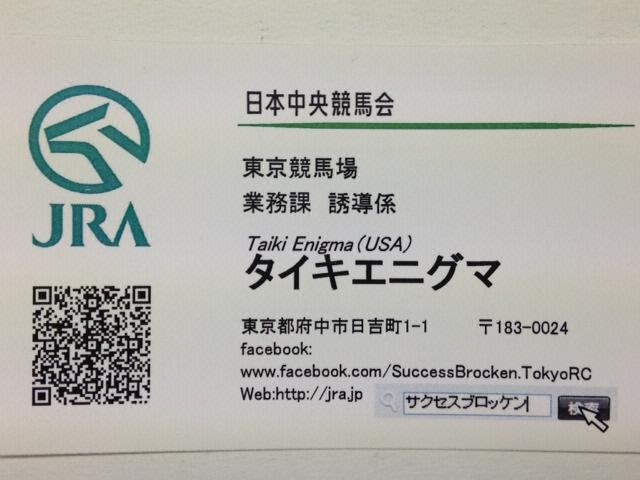 JRA
日本中央競馬会
東京競馬場
業務課 誘導係
Taiki Enigma(USA)
タイキエニグマ
東京都府中市日吉町1-1 〒183-0024
facebook:
www.facebook.com/SuccessBrocken.TokyoRC
Web:http://jra.jp
サクセスブロッケン 検索